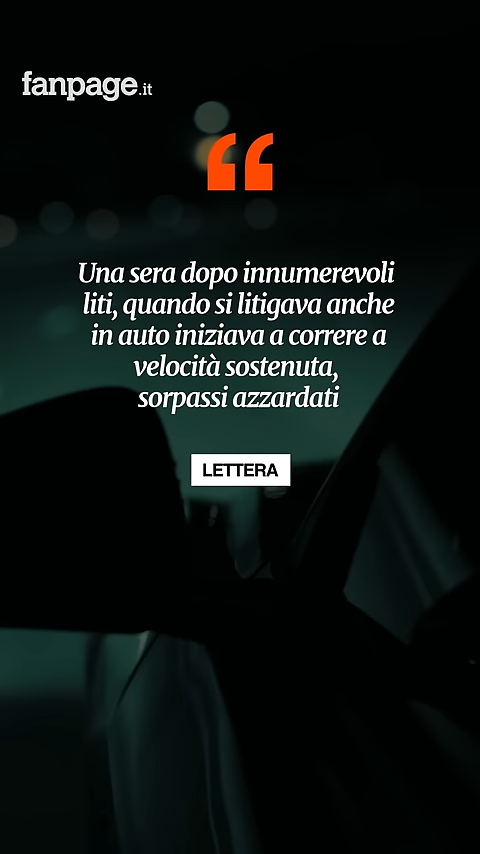 fanpage.it
Una sera dopo innumerevoli
liti, quando si litigava anche
in auto iniziava a correre a
velocità sostenuta,
sorpassi azzardati
LETTERA